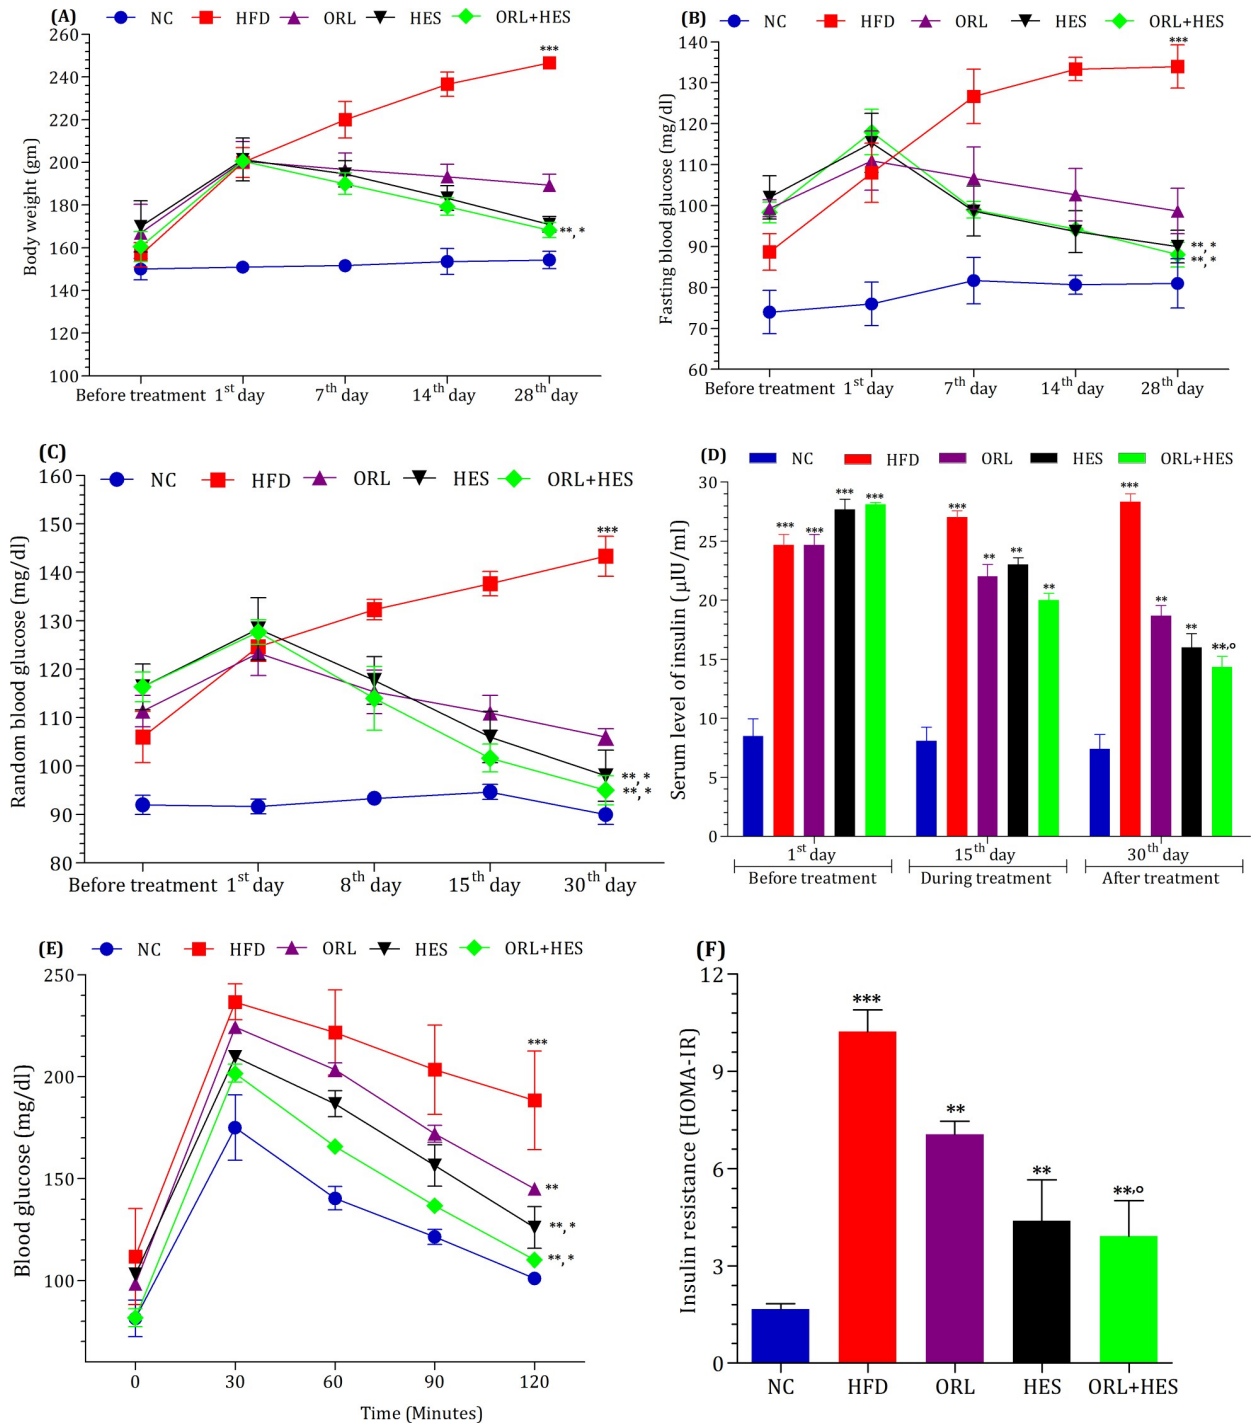 (A) NC HFD ORL HES ORL+HES
260
240
220
200
180
160
140
120
100
Body weight (gm)
***
**, *
Before treatment 1st day 7th day 14th day 28th day
(B) NC HFD ORL HES ORL+HES
140
130
120
110
100
90
80
70
60
Fasting blood glucose (mg/dl)
***
**, *
**, *
Before treatment 1st day 7th day 14th day 28th day
(C) NC HFD ORL HES ORL+HES
160
150
140
130
120
110
100
90
80
Random blood glucose (mg/dl)
***
**, *
**, *
Before treatment 1st day 8th day 15th day 30th day
(D) NC HFD ORL HES ORL+HES
30
25
20
15
10
5
0
Serum level of insulin (μIU/ml)
*** *** *** ***
*** ** ** **
*** ** ** **,o
1st day 15th day 30th day
Before treatment During treatment After treatment
(E) NC HFD ORL HES ORL+HES
250
200
150
100
Blood glucose (mg/dl)
***
**
**, *
**, *
0 30 60 90 120
Time (Minutes)
(F)
12
9
6
3
0
Insulin resistance (HOMA-IR)
*** ** ** **,o
NC HFD ORL HES ORL+HES